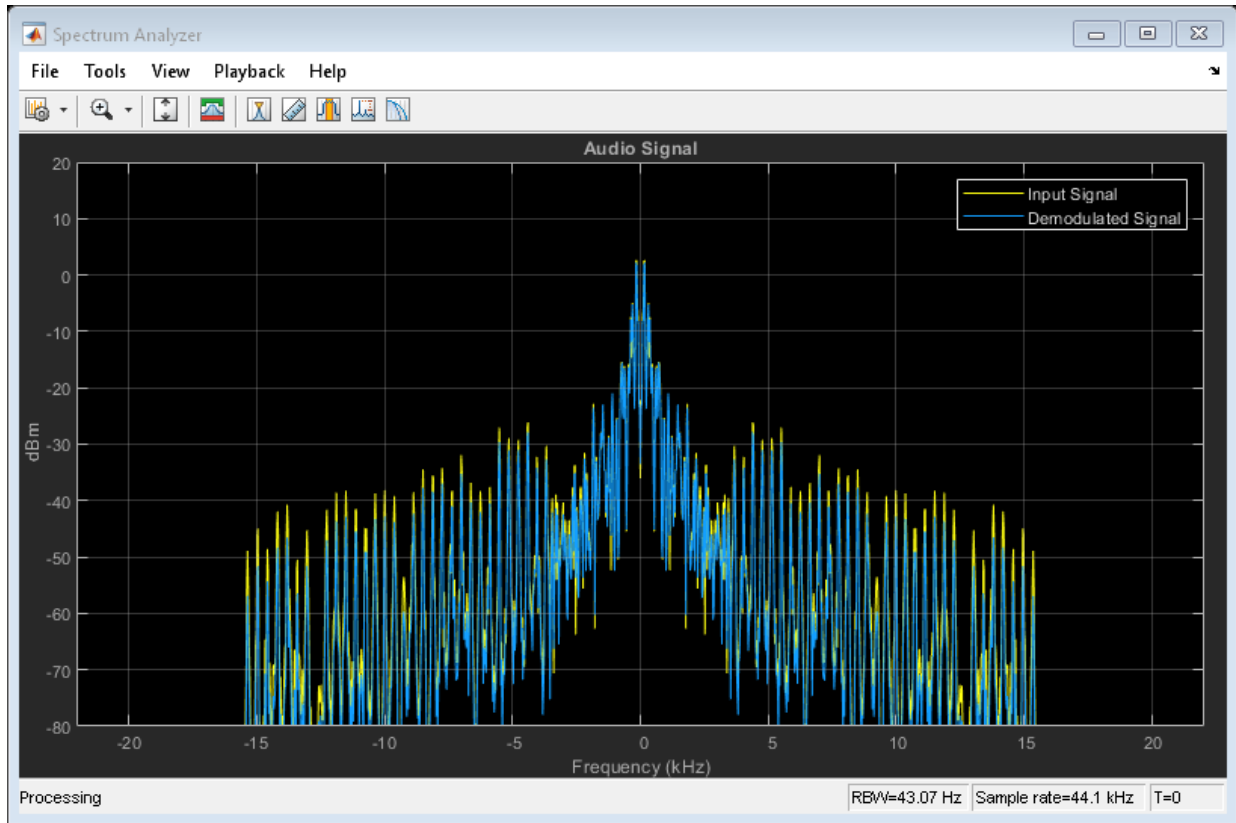 Spectrum Analyzer
File Tools View Playback Help
Audio Signal
Input Signal
Demodulated Signal
20
10
0
-10
-20
-30
-40
-50
-60
-70
-80
dBm
-20 -15 -10 -5 0 5 10 15 20
Frequency (kHz)
Processing RBW=43.07 Hz Sample rate=44.1 kHz T=0